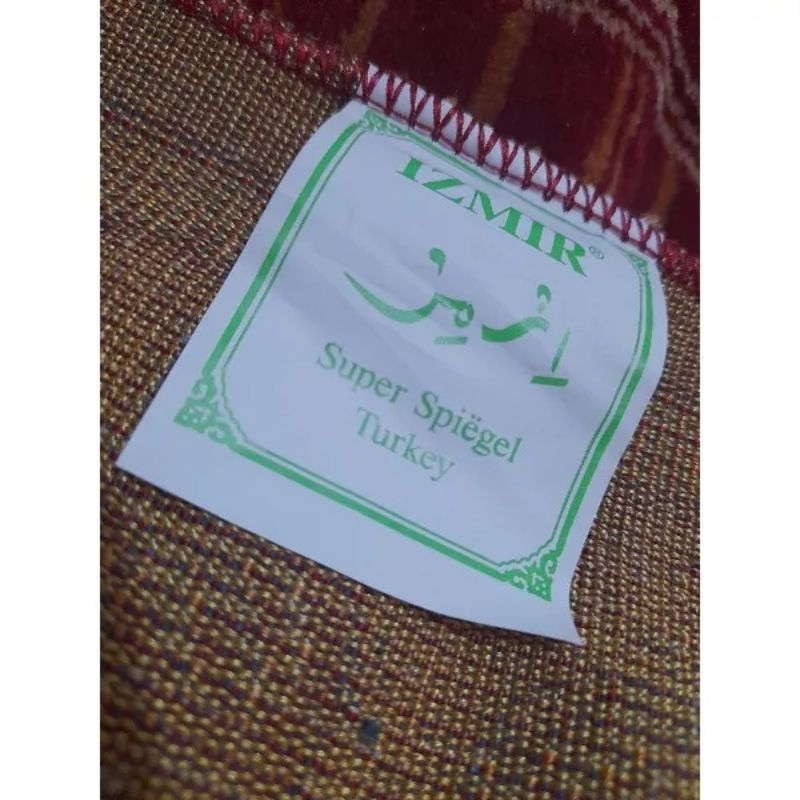 IZMIR®
ازمير
Super Spiëgel
Turkey